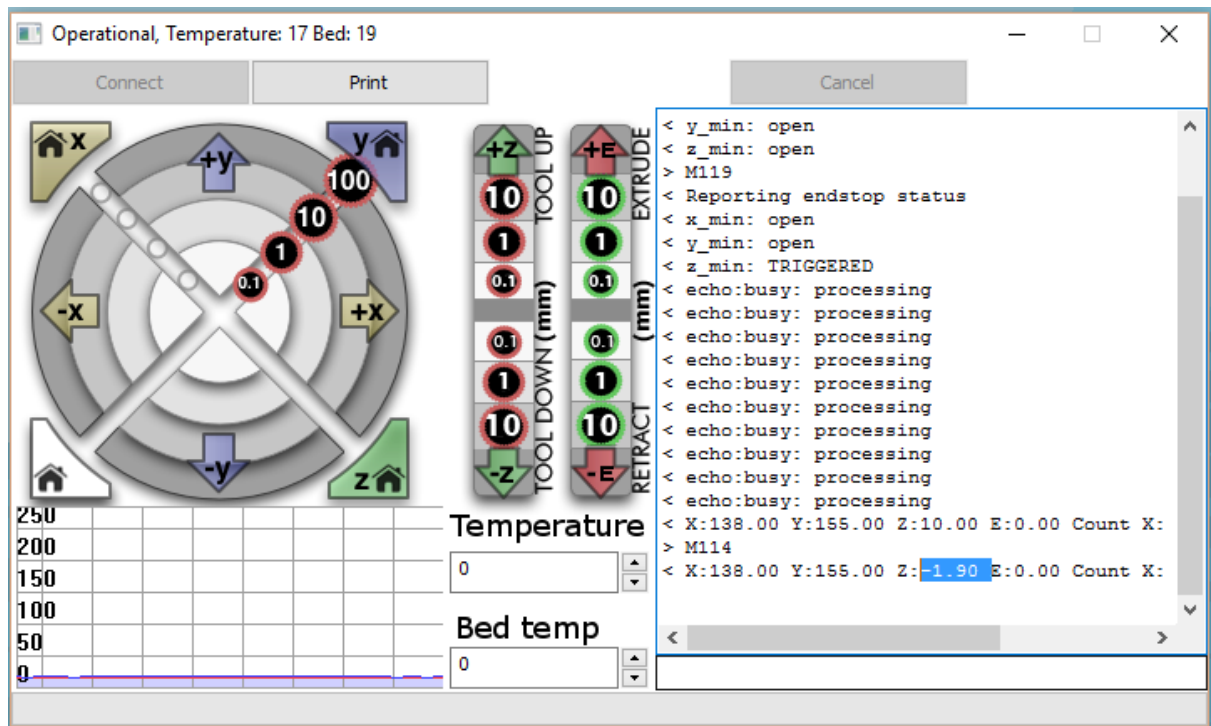 Operational, Temperature: 17 Bed: 19
Connect
Print
Cancel
x
+y
y
100
10
1
0.1
-x
+x
-y
z
+Z
10
1
0.1
0.1
1
10
-Z
TOOL UP
(mm)
TOOL DOWN
+E
10
1
0.1
0.1
1
10
-E
EXTRUDE
(mm)
RETRACT
250
200
150
100
50
0
Temperature
0
Bed temp
0
< y_min: open
< z_min: open
> M119
< Reporting endstop status
< x_min: open
< y_min: open
< z_min: TRIGGERED
< echo:busy: processing
< echo:busy: processing
< echo:busy: processing
< echo:busy: processing
< echo:busy: processing
< echo:busy: processing
< echo:busy: processing
< echo:busy: processing
< echo:busy: processing
< echo:busy: processing
< X:138.00 Y:155.00 Z:10.00 E:0.00 Count X:
> M114
< X:138.00 Y:155.00 Z:-1.90 E:0.00 Count X: